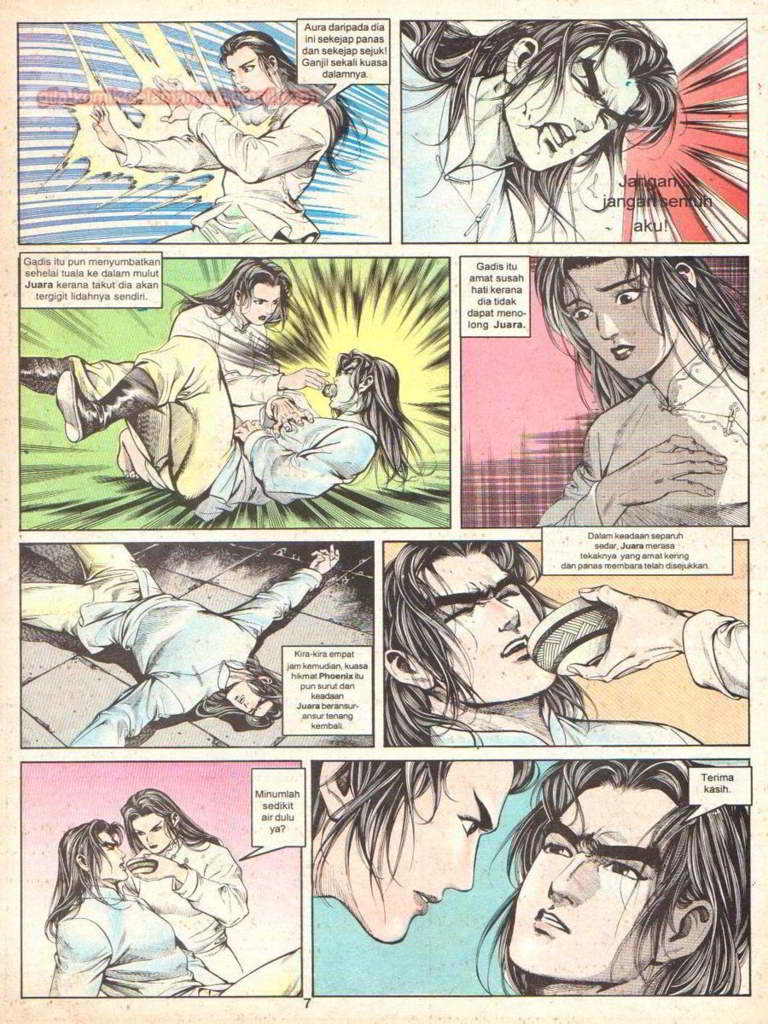 Aura daripada dia
ini sekejap panas
dan sekejap sejuk!
Ganjil sekali kuasa
dalamnya.
Jangan,
jangan sentuh
aku!
Gadis itu pun menyumbatkan
sehelai tuala ke dalam mulut
Juara kerana takut dia akan
tergigit lidahnya sendiri.
Gadis itu
amat susah
hati kerana
dia tidak
dapat meno-
long Juara.
Kira-kira empat
jam kemudian, kuasa
hikmat Phoenix itu
pun surut dan
keadaan
Juara beransur-
ansur tenang
kembali.
Dalam keadaan separuh
sedar, Juara merasa
tekaknya yang amat kering
dan panas membara telah disejukkan.
Minumlah
sedikit
air dulu
ya?
Terima
kasih.
7